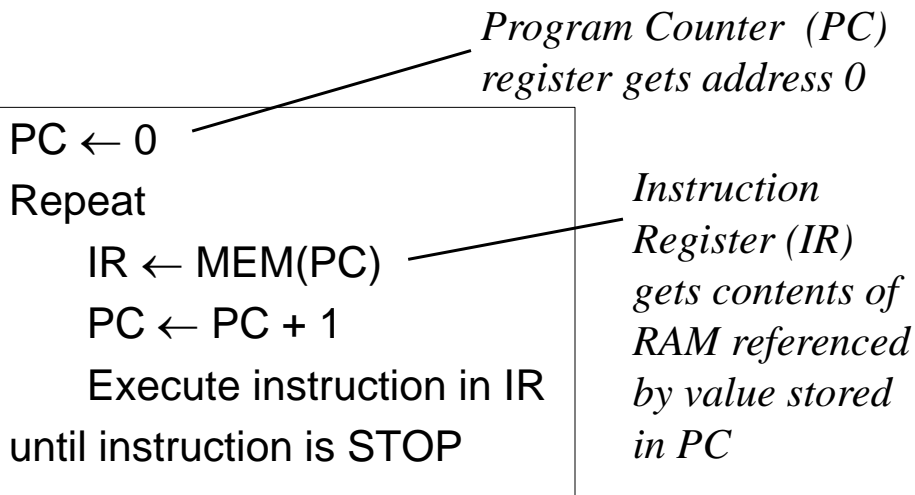 Program Counter (PC)
register gets address 0
PC ← 0
Repeat
IR ← MEM(PC)
PC ← PC + 1
Execute instruction in IR
until instruction is STOP
Instruction
Register (IR)
gets contents of
RAM referenced
by value stored
in PC